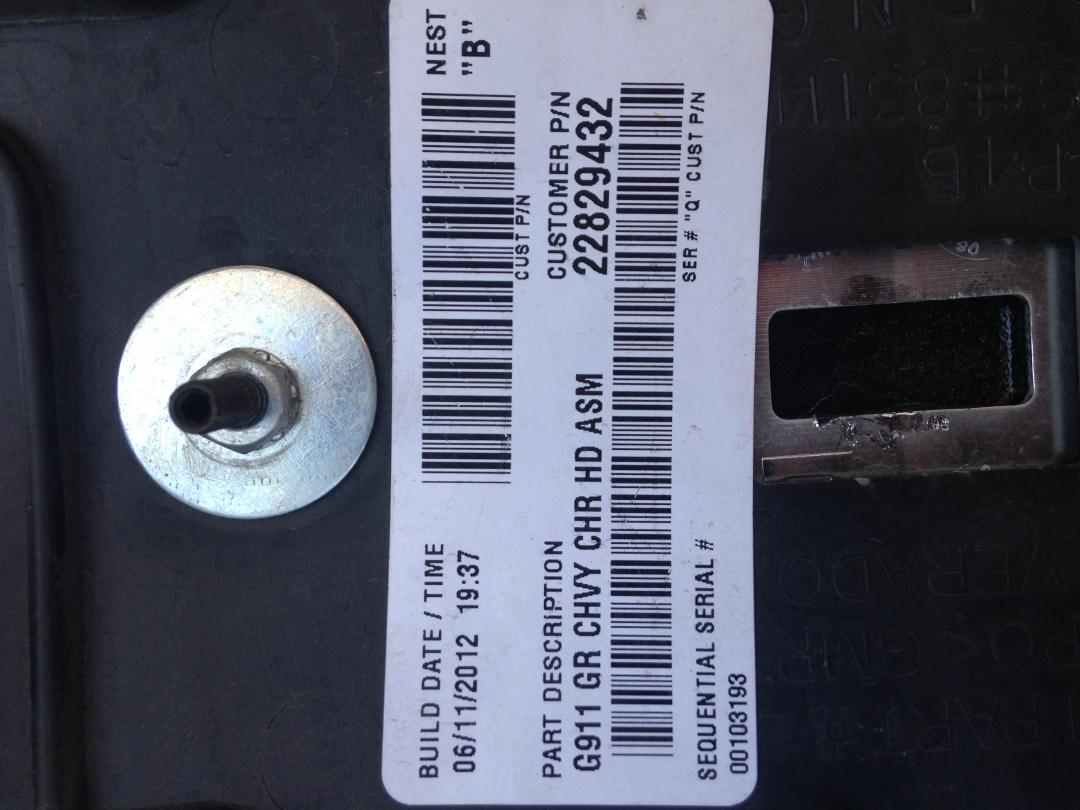 BUILD DATE / TIME
06/11/2012 19:37
NEST
"B"
CUST P/N
PART DESCRIPTION
G911 GR CHVY CHR HD ASM
CUSTOMER P/N
22829432
SER # "Q" CUST P/N
SEQUENTIAL SERIAL #
00103193